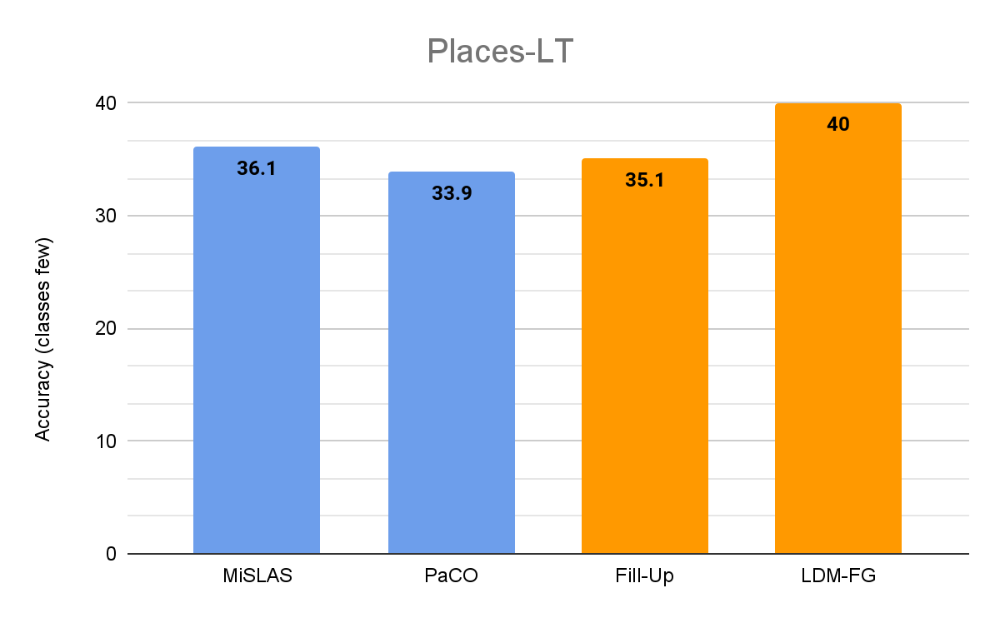 Places-LT
Accuracy (classes few)
40
30
20
10
0
36.1
33.9
35.1
40
MiSLAS
PaCO
Fill-Up
LDM-FG